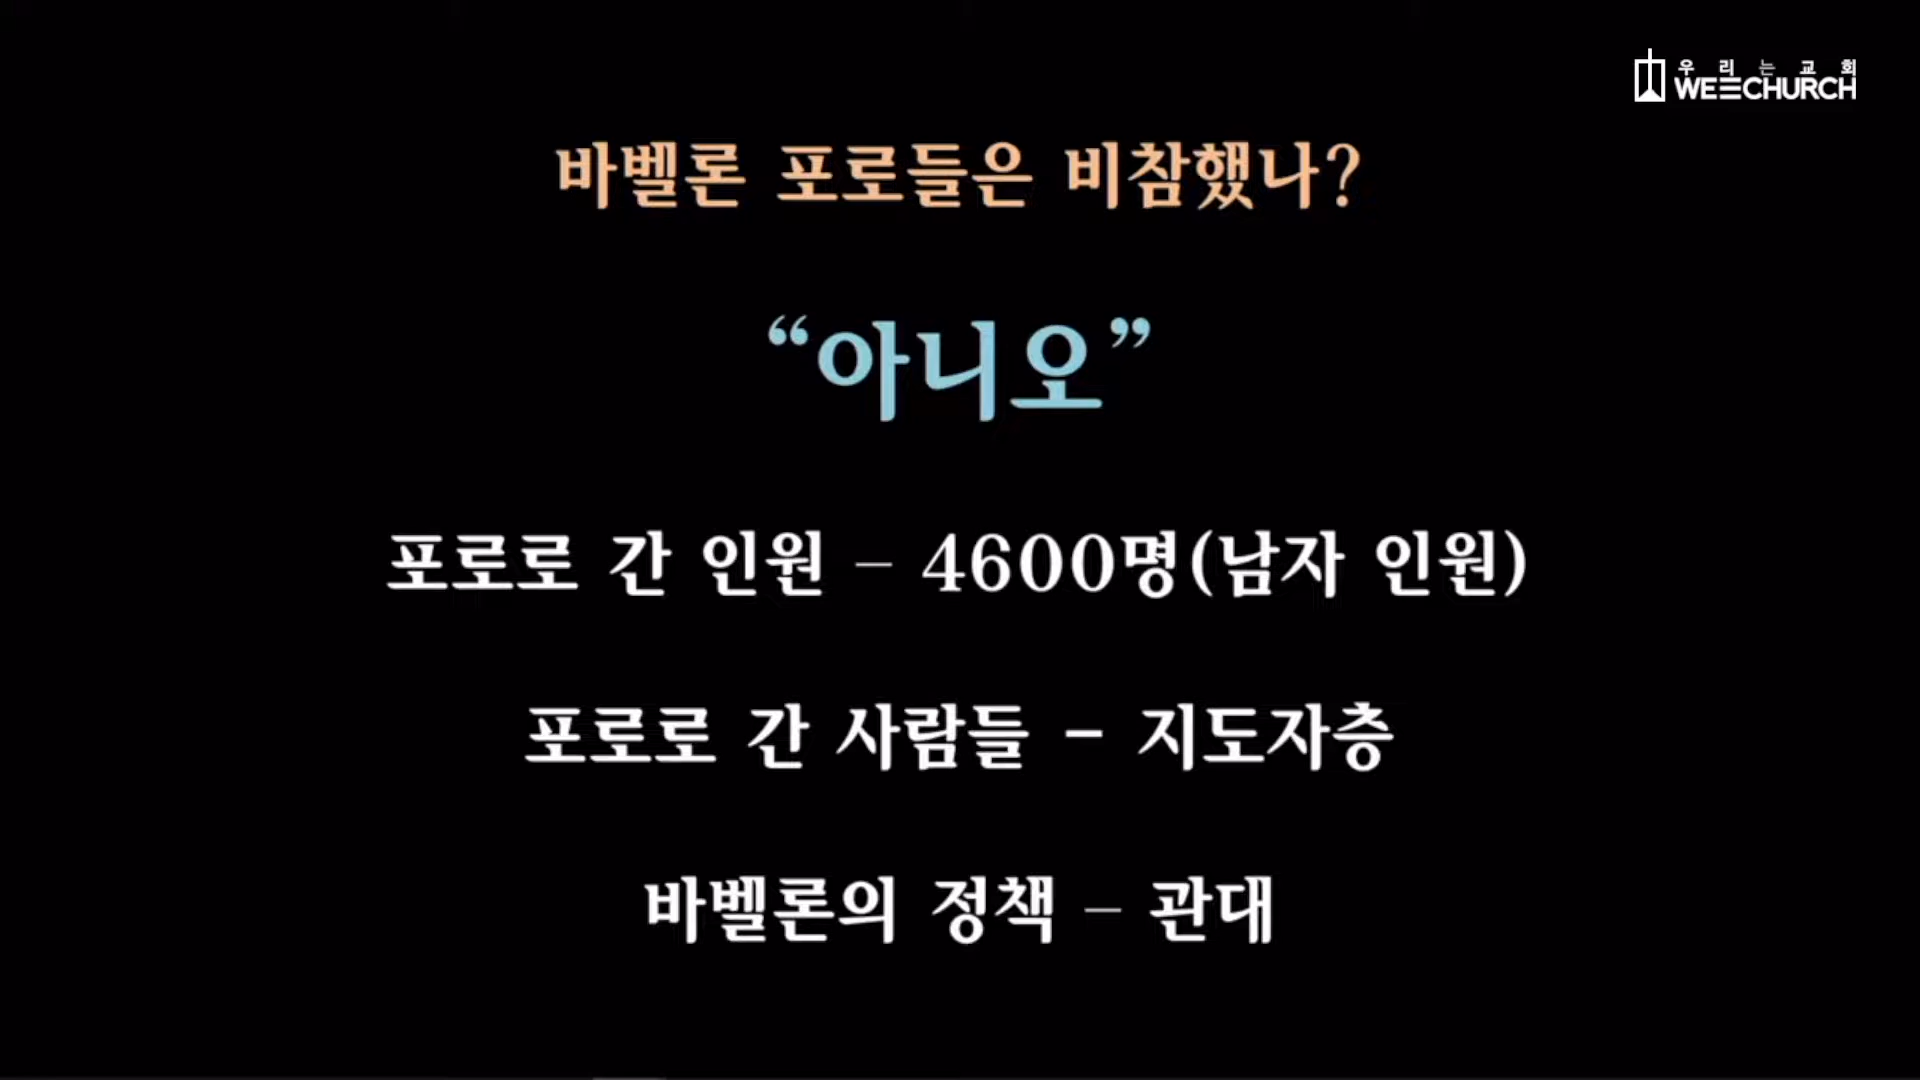 우리는교회
WEECHURCH
바벨론 포로들은 비참했나?
“아니오”
포로로 간 인원 – 4600명(남자 인원)
포로로 간 사람들 - 지도자층
바벨론의 정책 – 관대